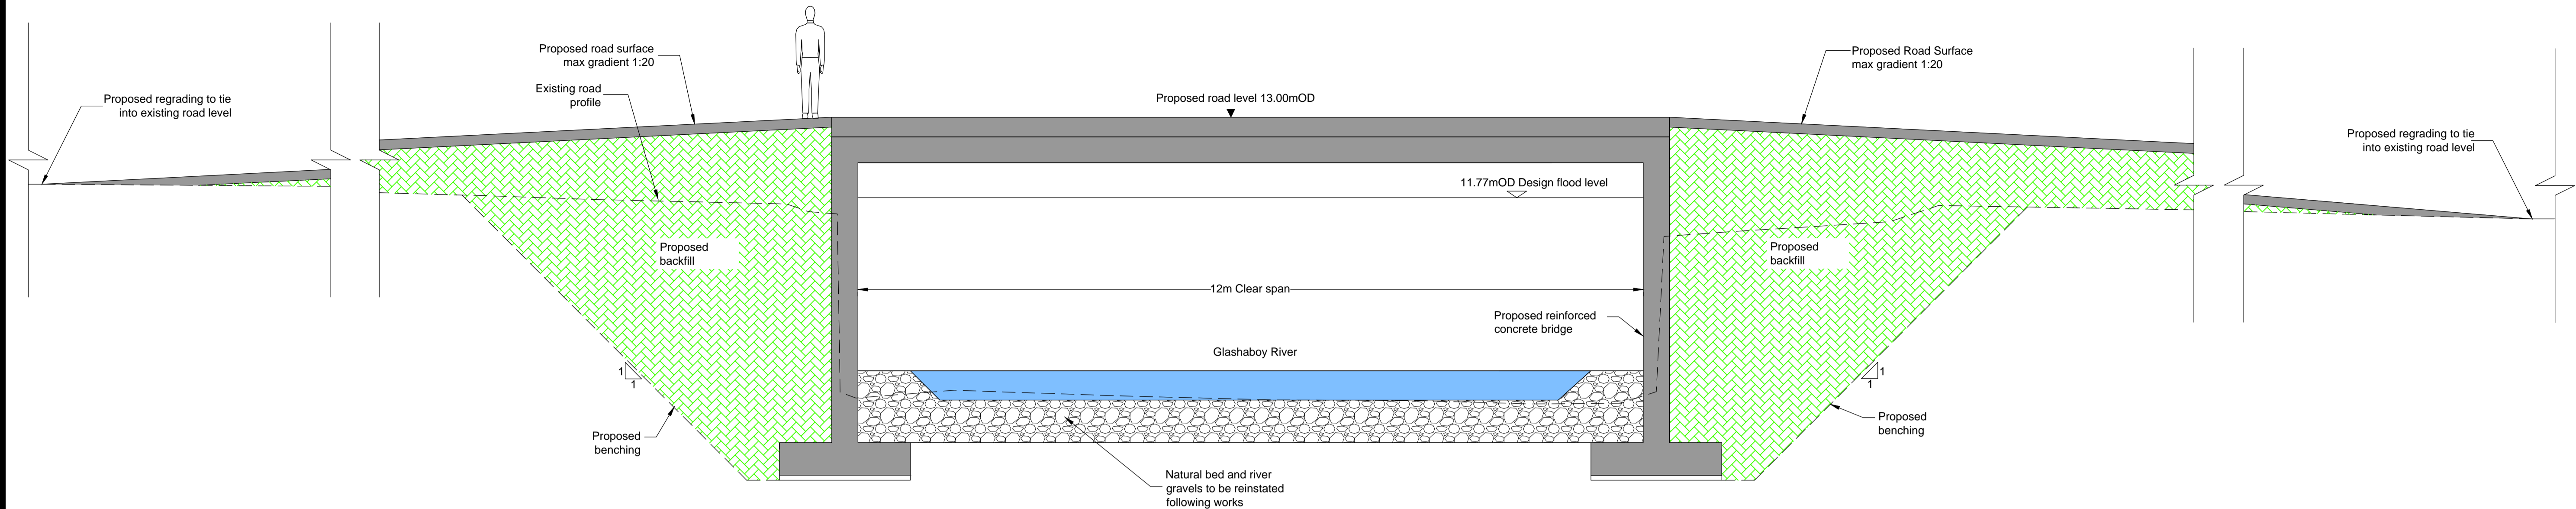 Proposed regrading to tie
into existing road level
Proposed road surface
max gradient 1:20
Existing road
profile
Proposed road level 13.00mOD
Proposed Road Surface
max gradient 1:20
Proposed regrading to tie
into existing road level
11.77mOD Design flood level
Proposed
backfill
Proposed
backfill
12m Clear span
Proposed reinforced
concrete bridge
Glashaboy River
1
1
1
1
Proposed
benching
Proposed
benching
Natural bed and river
gravels to be reinstated
following works